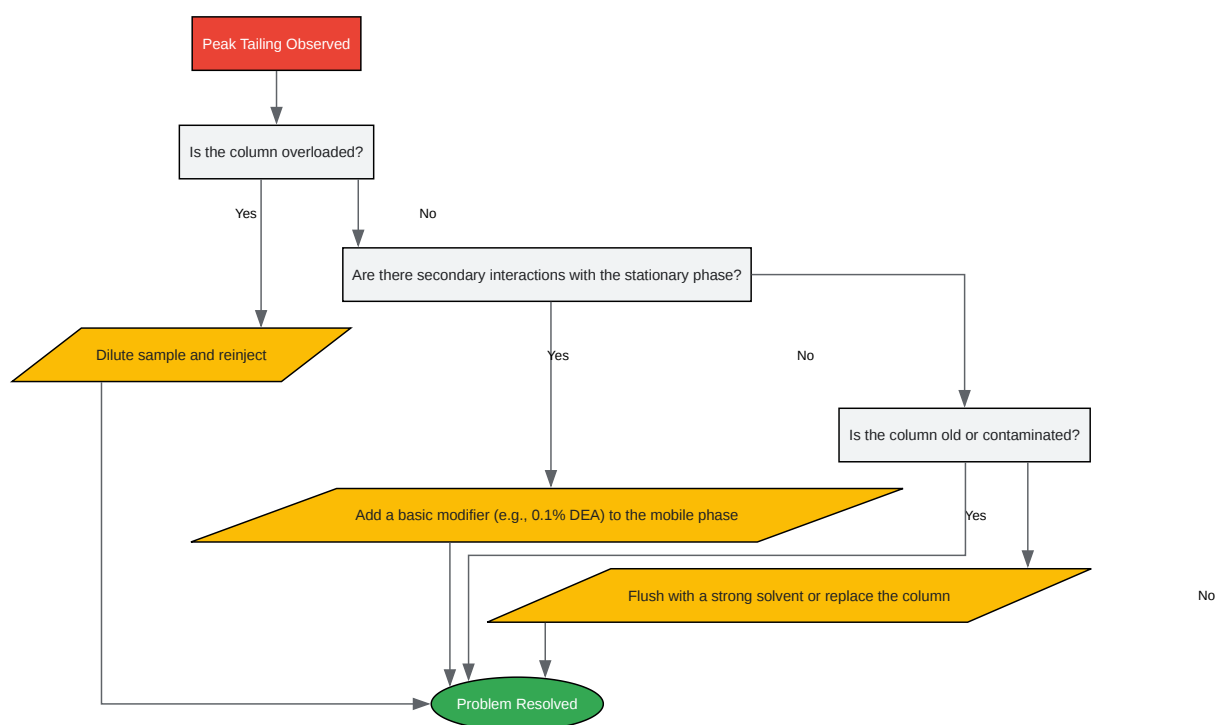 Peak Tailing Observed
Is the column overloaded?
Yes
No
Are there secondary interactions with the stationary phase?
Dilute sample and reinject
Yes
No
Is the column old or contaminated?
Add a basic modifier (e.g., 0.1% DEA) to the mobile phase
Yes
Flush with a strong solvent or replace the column
No
Problem Resolved